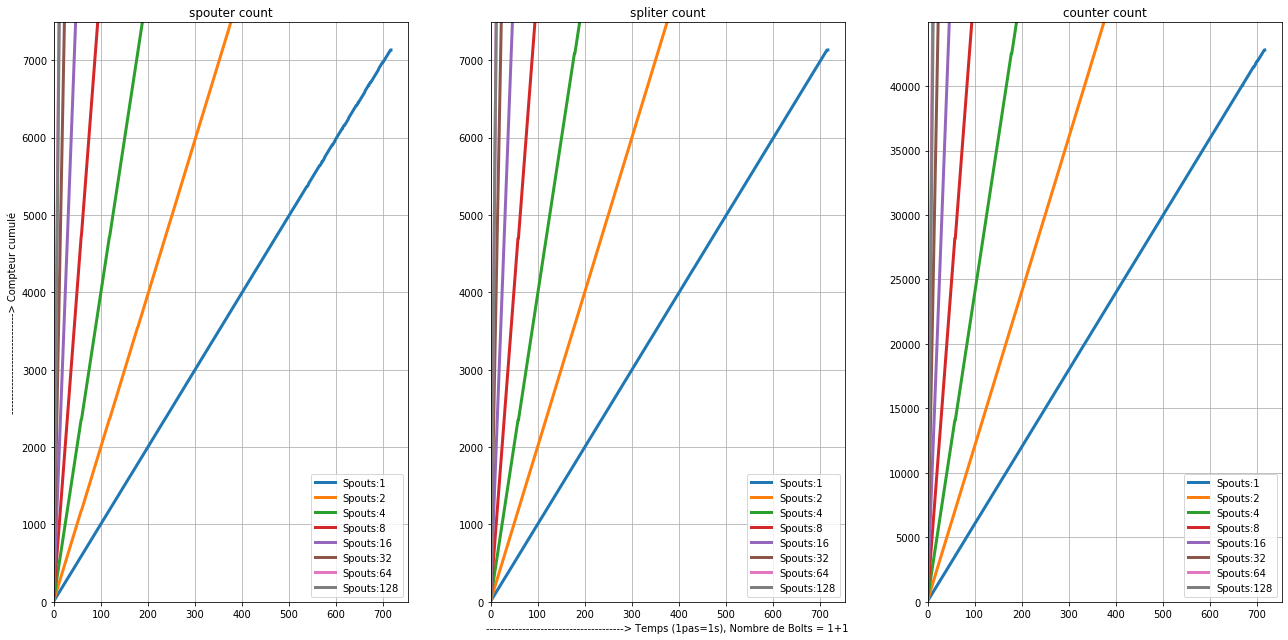 spouter count
7000
6000
5000
4000
3000
2000
1000
0
0 100 200 300 400 500 600 700
--------------------------------------> Compteur cumulé
Spouts:1
Spouts:2
Spouts:4
Spouts:8
Spouts:16
Spouts:32
Spouts:64
Spouts:128
spliter count
7000
6000
5000
4000
3000
2000
1000
0
0 100 200 300 400 500 600 700
--------------------------------------> Temps (1pas=1s), Nombre de Bolts = 1+1
Spouts:1
Spouts:2
Spouts:4
Spouts:8
Spouts:16
Spouts:32
Spouts:64
Spouts:128
counter count
40000
35000
30000
25000
20000
15000
10000
5000
0
0 100 200 300 400 500 600 700
Spouts:1
Spouts:2
Spouts:4
Spouts:8
Spouts:16
Spouts:32
Spouts:64
Spouts:128